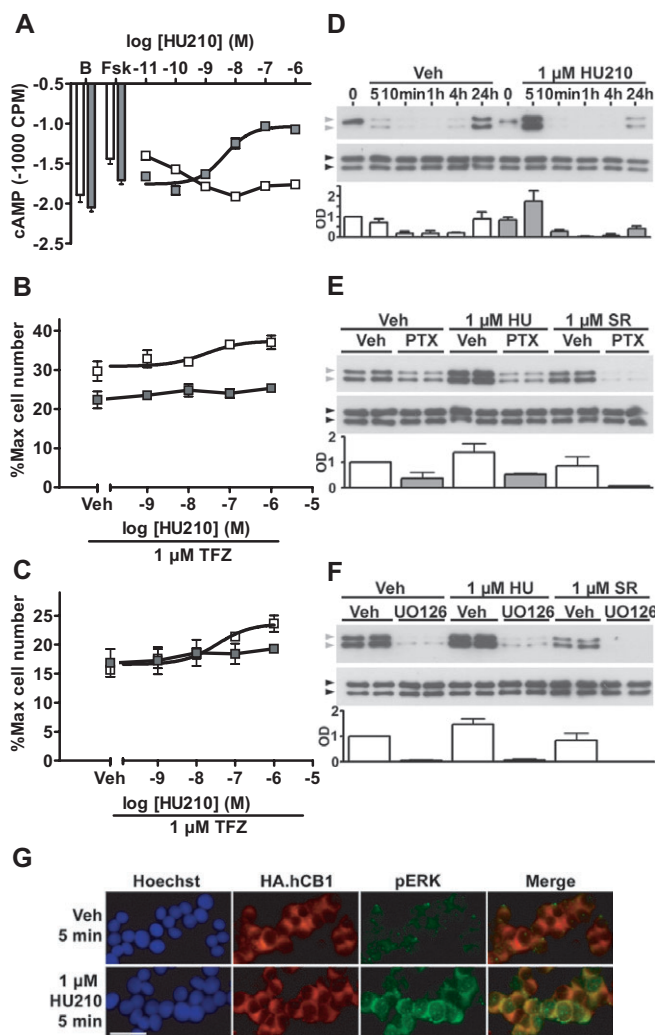 A
log [HU210] (M)
B Fsk -11 -10 -9 -8 -7 -6
-0.5
-1.0
-1.5
-2.0
-2.5
cAMP (-1000 CPM)
B
40
30
20
10
0
%Max cell number
Veh -9 -8 -7 -6 -5
log [HU210] (M)
1 µM TFZ
C
25
20
15
10
5
0
%Max cell number
Veh -9 -8 -7 -6 -5
log [HU210] (M)
1 µM TFZ
D
Veh 1 µM HU210
0 5 10min 1h 4h 24h 0 5 10min 1h 4h 24h
OD
2
1
0
E
Veh 1 µM HU 1 µM SR
Veh PTX Veh PTX Veh PTX
OD
2
1
0
F
Veh 1 µM HU 1 µM SR
Veh UO126 Veh UO126 Veh UO126
OD
2
1
0
G
Hoechst HA.hCB1 pERK Merge
Veh
5 min
1 µM
HU210
5 min